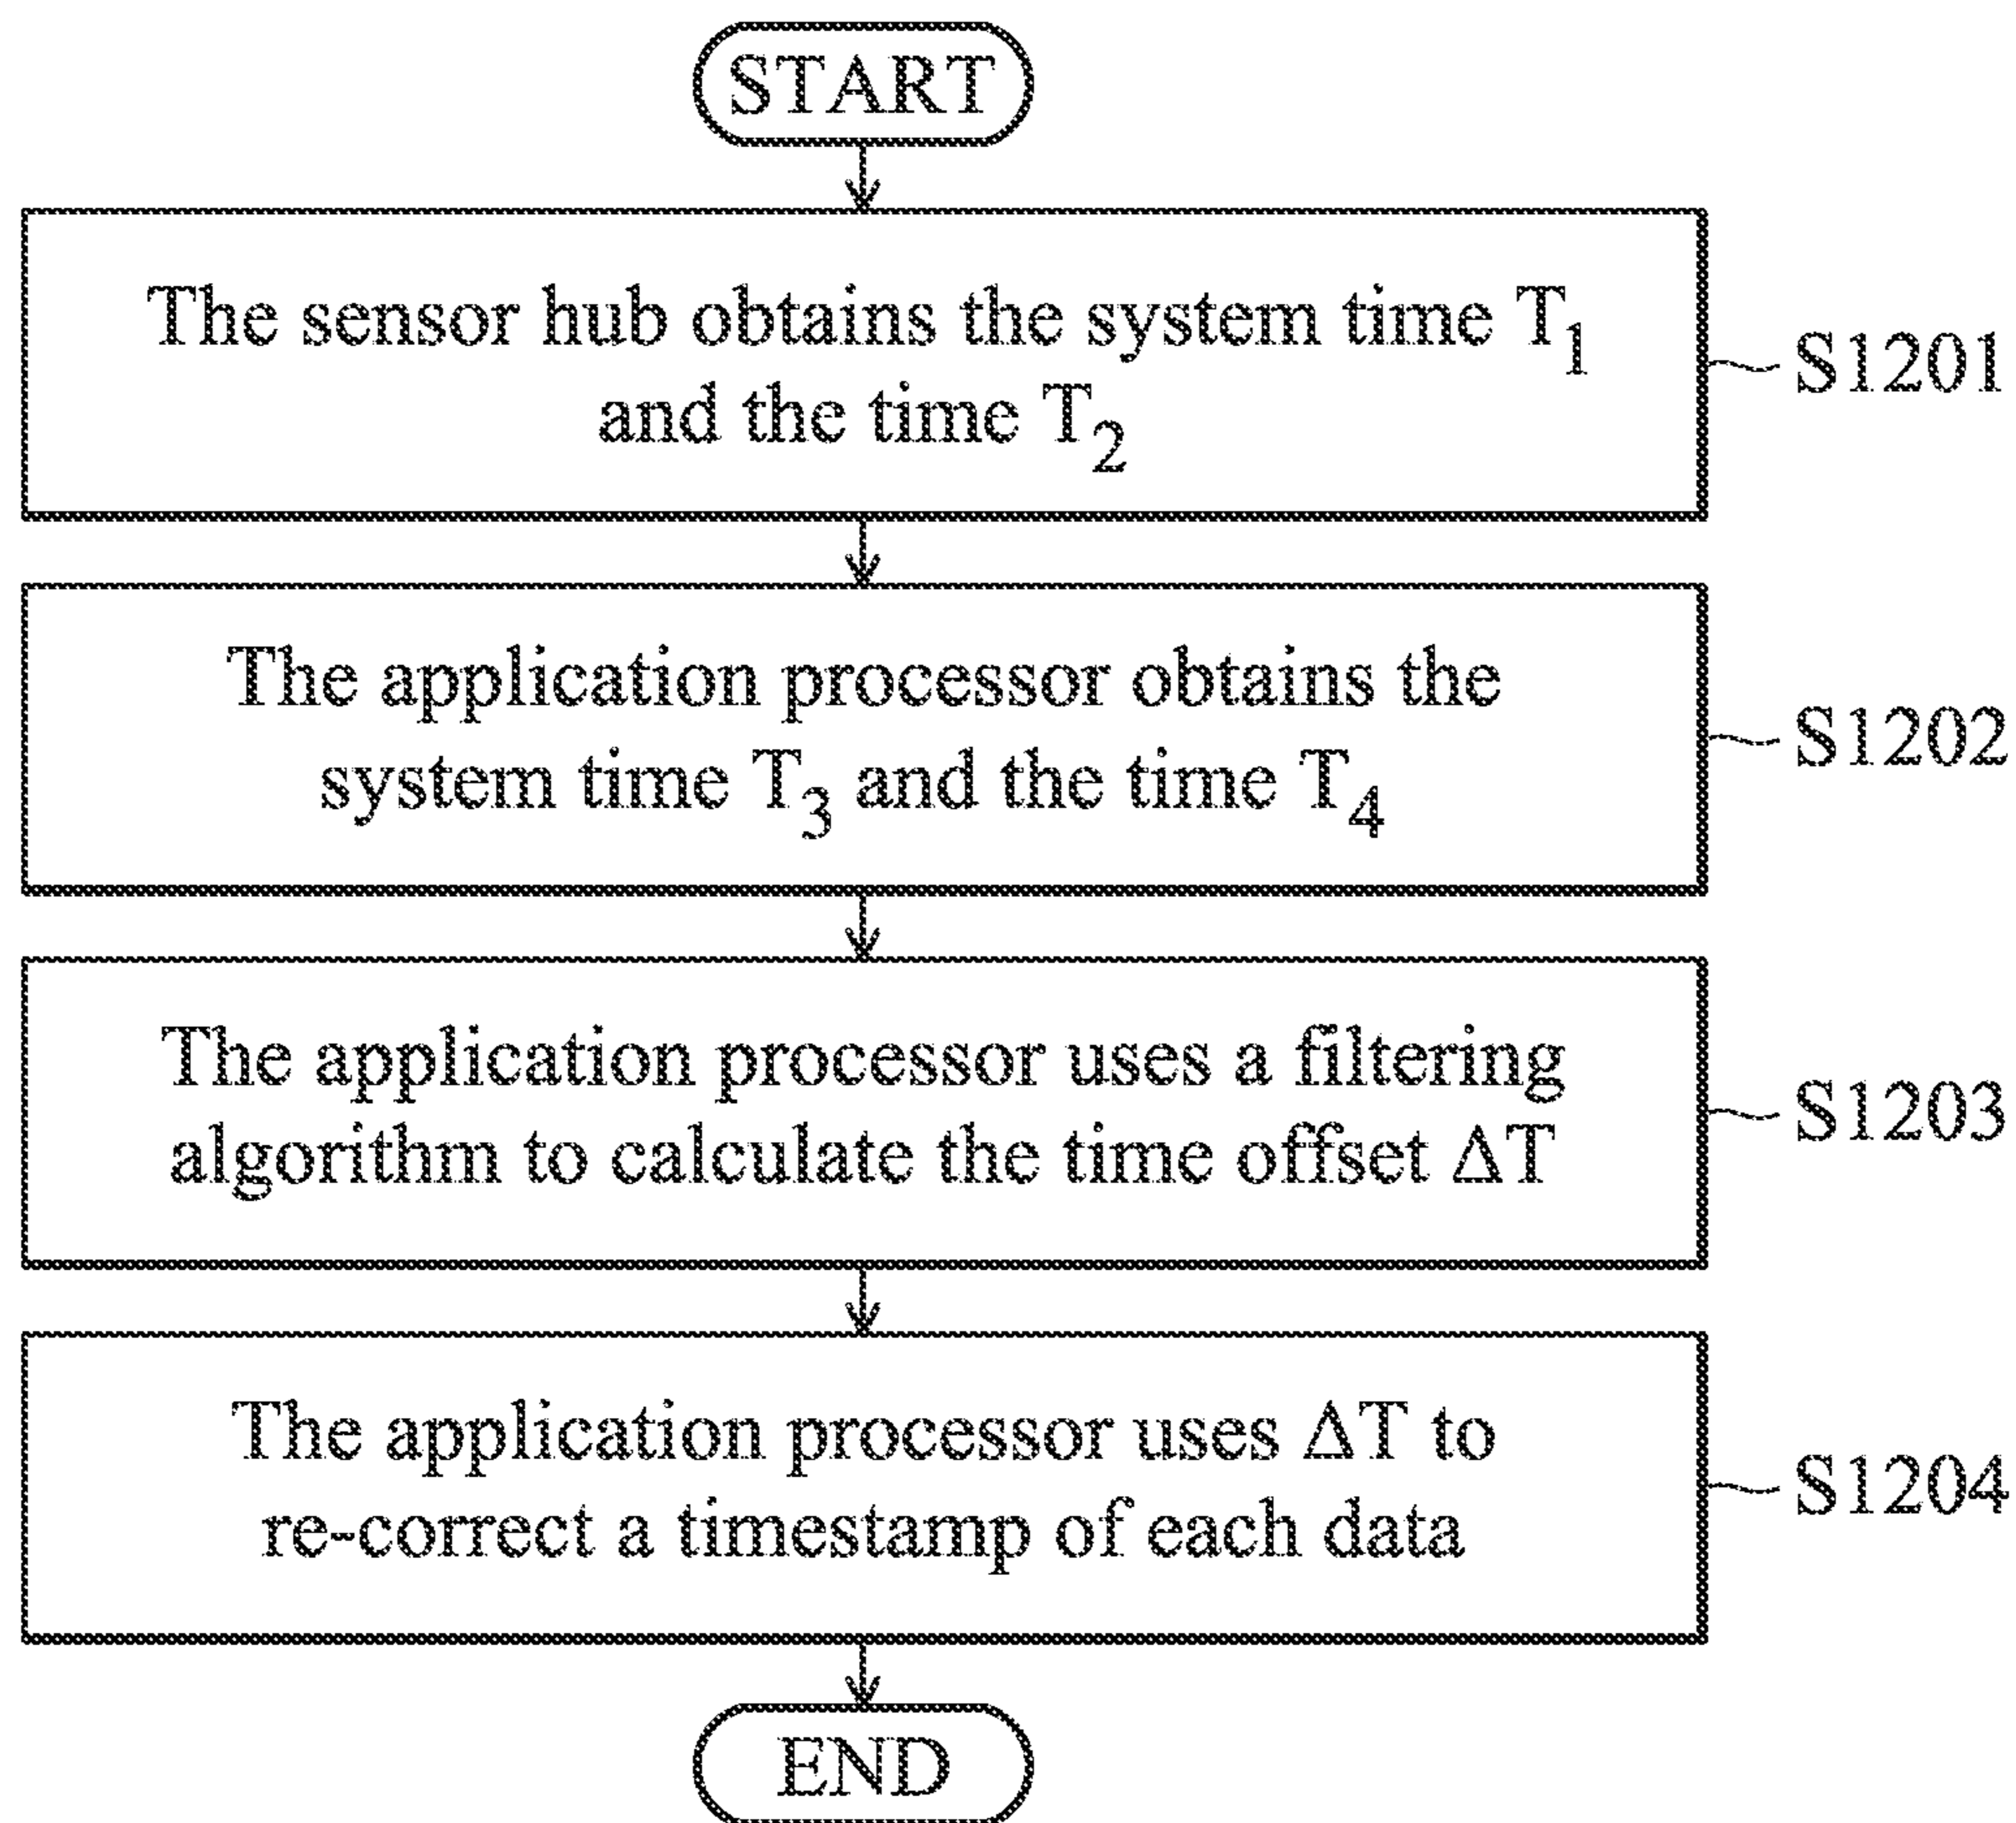 START
The sensor hub obtains the system time T₁
and the time T₂
S1201
The application processor obtains the
system time T₃ and the time T₄
S1202
The application processor uses a filtering
algorithm to calculate the time offset ΔT
S1203
The application processor uses ΔT to
re-correct a timestamp of each data
S1204
END